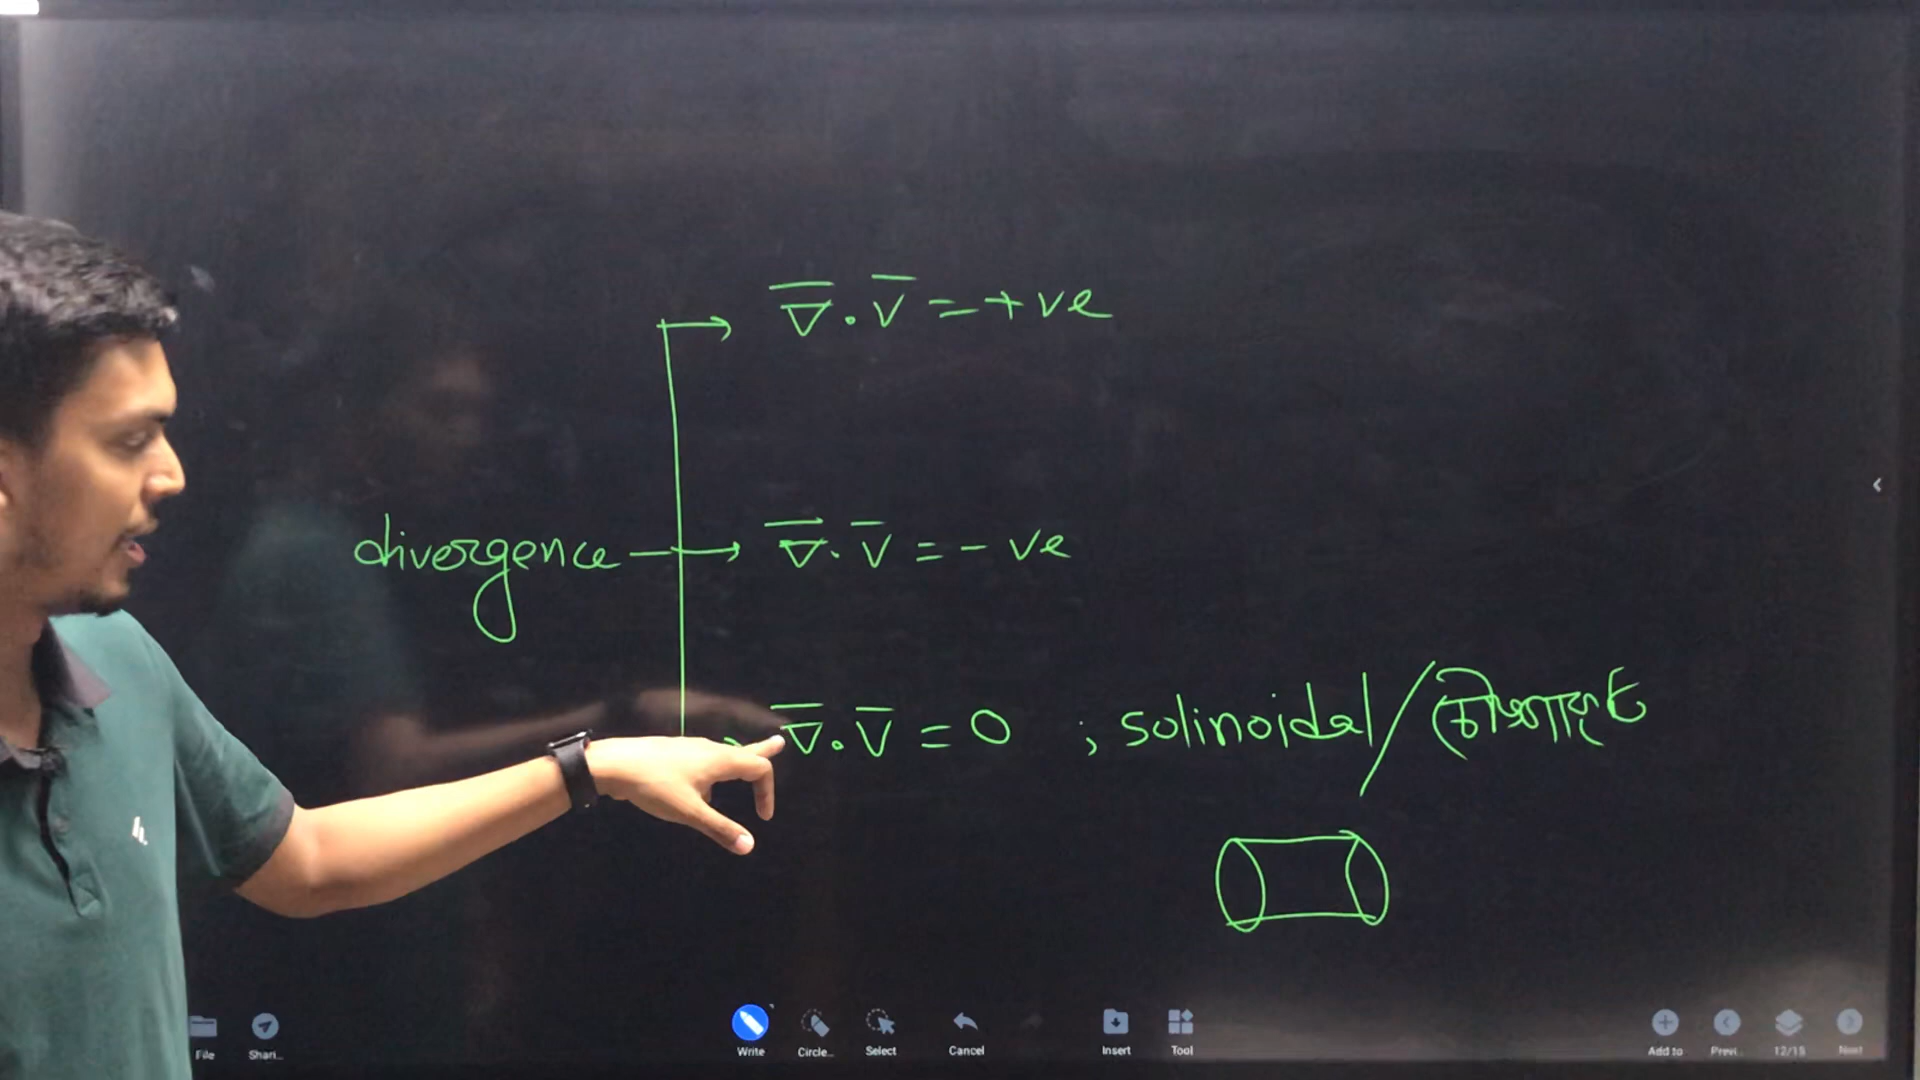 ∇̅ . V̅ = +ve
divergence → ∇̅ . V̅ = - ve
∇̅ . V̅ = 0 ; solinoidal /
File
Shari...
Write
Circle...
Select
Cancel
Insert
Tool
Add to
Previ...
12/15
Next